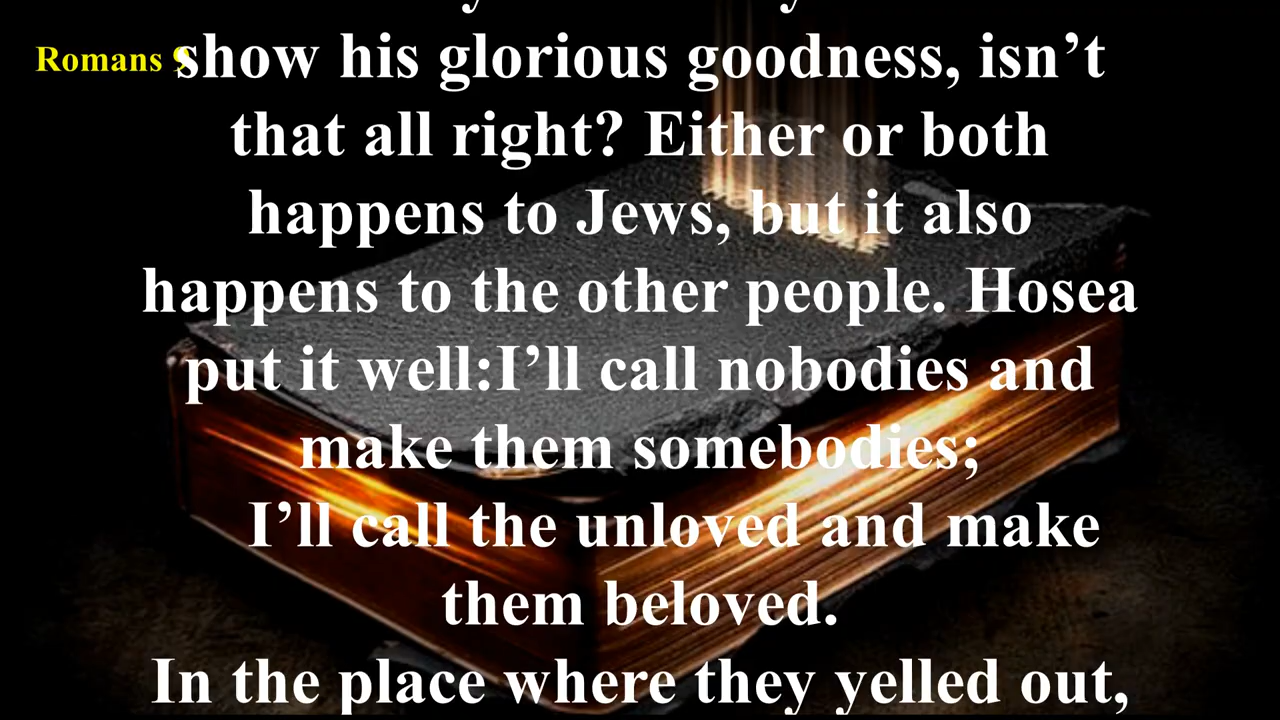 Romans 9
show his glorious goodness, isn’t
that all right? Either or both
happens to Jews, but it also
happens to the other people. Hosea
put it well:I’ll call nobodies and
make them somebodies;
I’ll call the unloved and make
them beloved.
In the place where they yelled out,